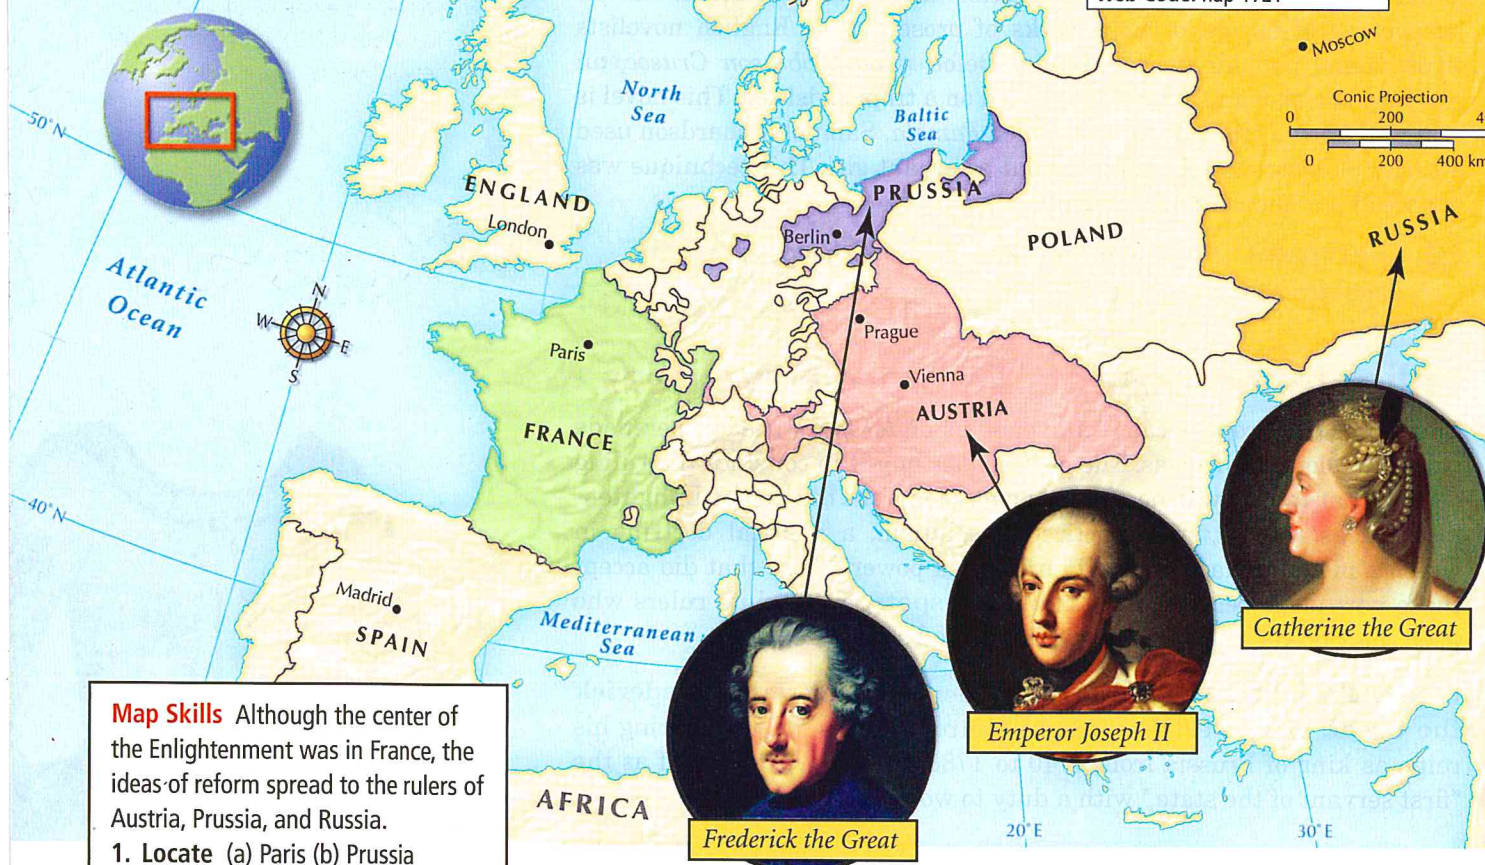 Moscow
Conic Projection
0 200
0 200 400 km
50°N
North
Sea
Baltic
Sea
ENGLAND
London
PRUSSIA
Berlin
POLAND
RUSSIA
Atlantic
Ocean
N
W
E
S
Paris
Prague
Vienna
AUSTRIA
FRANCE
40°N
Madrid
SPAIN
Mediterranean
Sea
Catherine the Great
Emperor Joseph II
Frederick the Great
AFRICA
20°E
30°E
Map Skills Although the center of
the Enlightenment was in France, the
ideas of reform spread to the rulers of
Austria, Prussia, and Russia.
1. Locate (a) Paris (b) Prussia